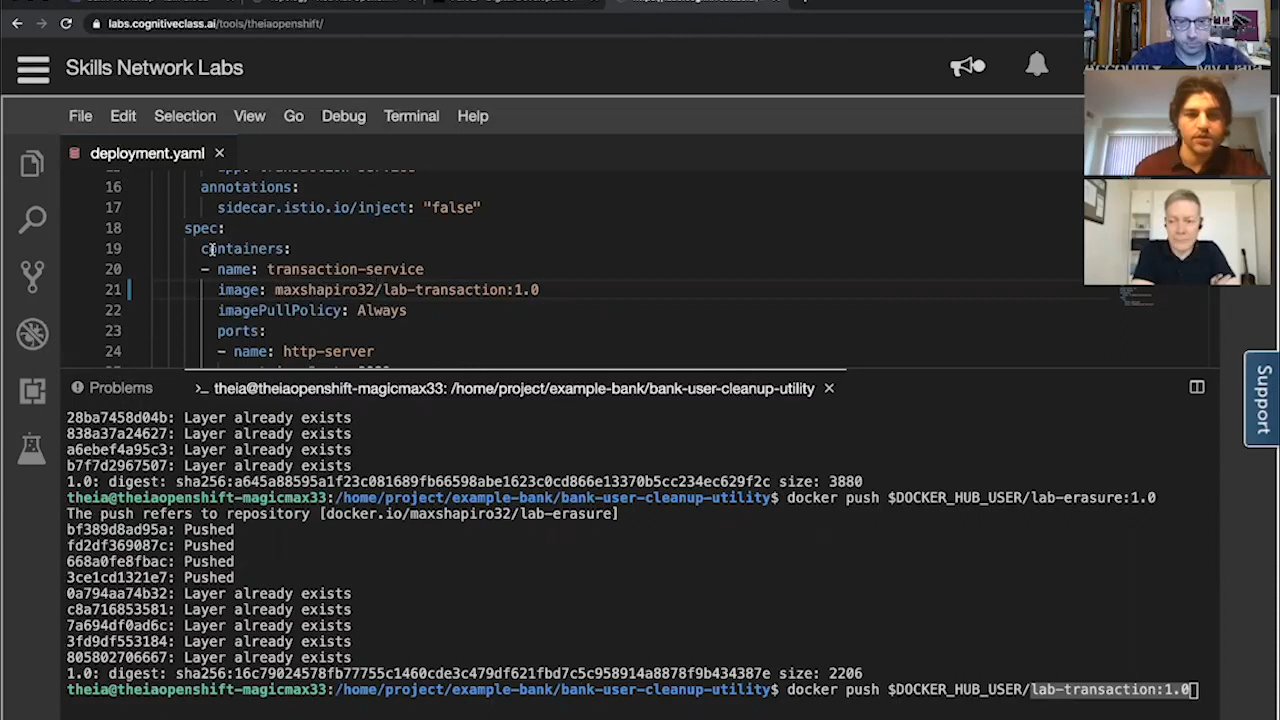 labs.cognitiveclass.ai/tools/theiaopenshift/
Skills Network Labs
File Edit Selection View Go Debug Terminal Help
deployment.yaml
16 annotations:
17 sidecar.istio.io/inject: "false"
18 spec:
19 containers:
20 - name: transaction-service
21 image: maxshapiro32/lab-transaction:1.0
22 imagePullPolicy: Always
23 ports:
24 - name: http-server
Support
Problems >_ theia@theiaopenshift-magicmax33: /home/project/example-bank/bank-user-cleanup-utility
28ba7458d04b: Layer already exists
838a37a24627: Layer already exists
a6ebef4a95c3: Layer already exists
b7f7d2967507: Layer already exists
1.0: digest: sha256:a645a88595a1f23c081689fb66598abe1623c0cd866e13370b5cc234ec629f2c size: 3880
theia@theiaopenshift-magicmax33:/home/project/example-bank/bank-user-cleanup-utility$ docker push $DOCKER_HUB_USER/lab-erasure:1.0
The push refers to repository [docker.io/maxshapiro32/lab-erasure]
bf389d8ad95a: Pushed
fd2df369087c: Pushed
668a0fe8fbac: Pushed
3ce1cd1321e7: Pushed
0a794aa74b32: Layer already exists
c8a716853581: Layer already exists
7a694df0ad6c: Layer already exists
3fd9df553184: Layer already exists
805802706667: Layer already exists
1.0: digest: sha256:16c79024578fb77755c1460cde3c479df621fbd7c5c958914a8878f9b434387e size: 2206
theia@theiaopenshift-magicmax33:/home/project/example-bank/bank-user-cleanup-utility$ docker push $DOCKER_HUB_USER/lab-transaction:1.0